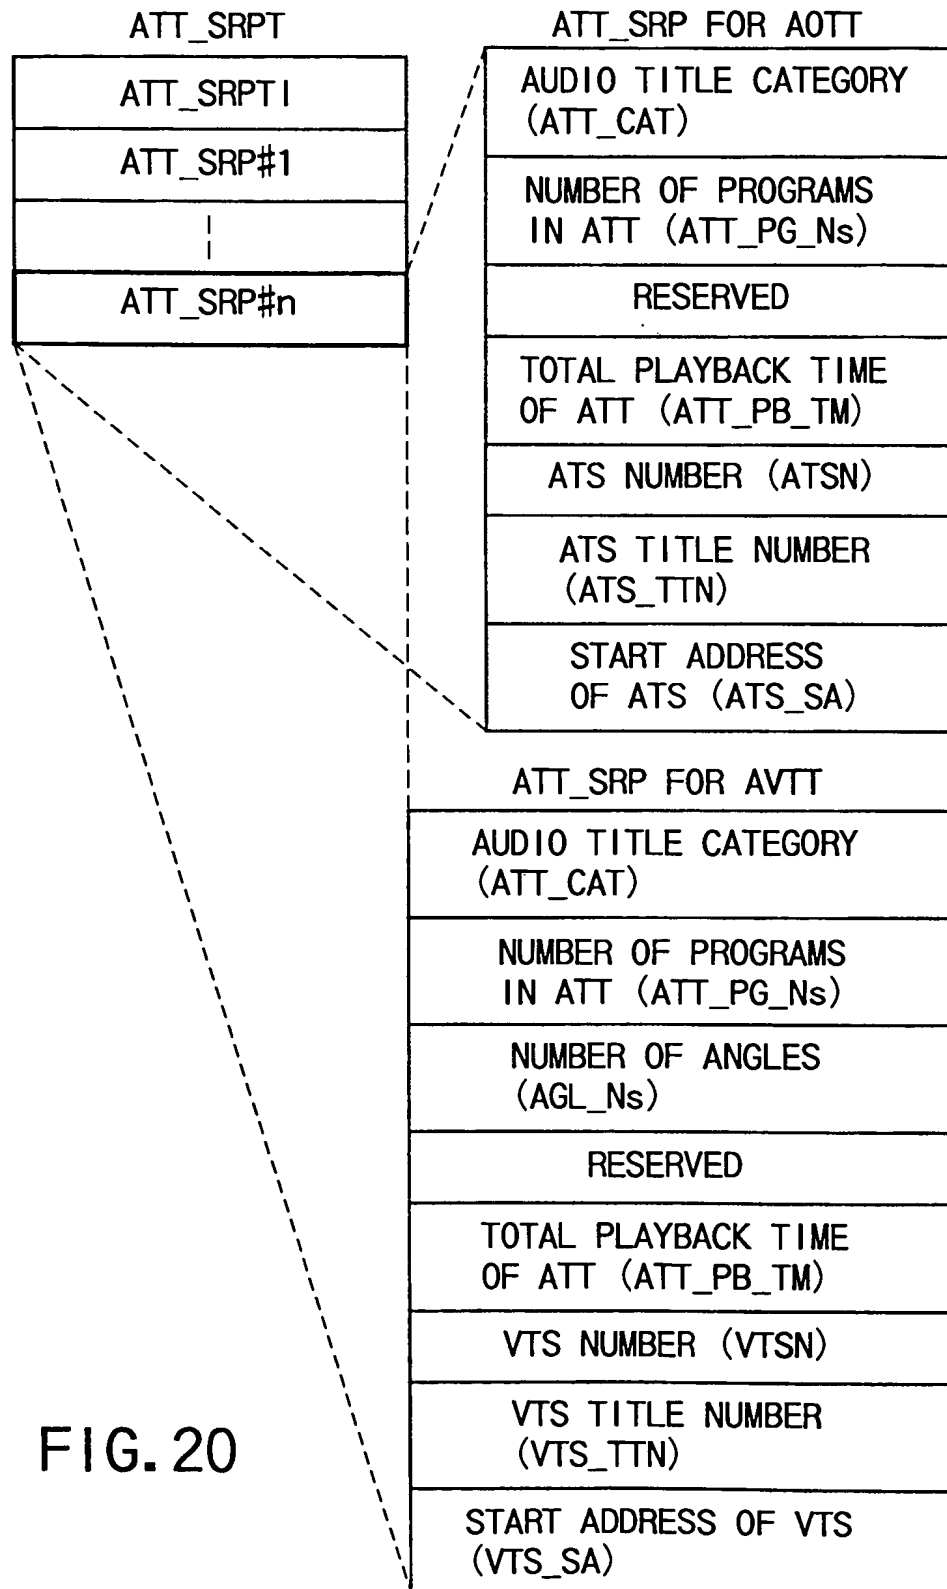 ATT_SRPT
ATT_SRPTI
ATT_SRP#1
ATT_SRP#n
ATT_SRP FOR AOTT
AUDIO TITLE CATEGORY
(ATT_CAT)
NUMBER OF PROGRAMS
IN ATT (ATT_PG_Ns)
RESERVED
TOTAL PLAYBACK TIME
OF ATT (ATT_PB_TM)
ATS NUMBER (ATSN)
ATS TITLE NUMBER
(ATS_TTN)
START ADDRESS
OF ATS (ATS_SA)
ATT_SRP FOR AVTT
AUDIO TITLE CATEGORY
(ATT_CAT)
NUMBER OF PROGRAMS
IN ATT (ATT_PG_Ns)
NUMBER OF ANGLES
(AGL_Ns)
RESERVED
TOTAL PLAYBACK TIME
OF ATT (ATT_PB_TM)
VTS NUMBER (VTSN)
VTS TITLE NUMBER
(VTS_TTN)
START ADDRESS OF VTS
(VTS_SA)
FIG. 20